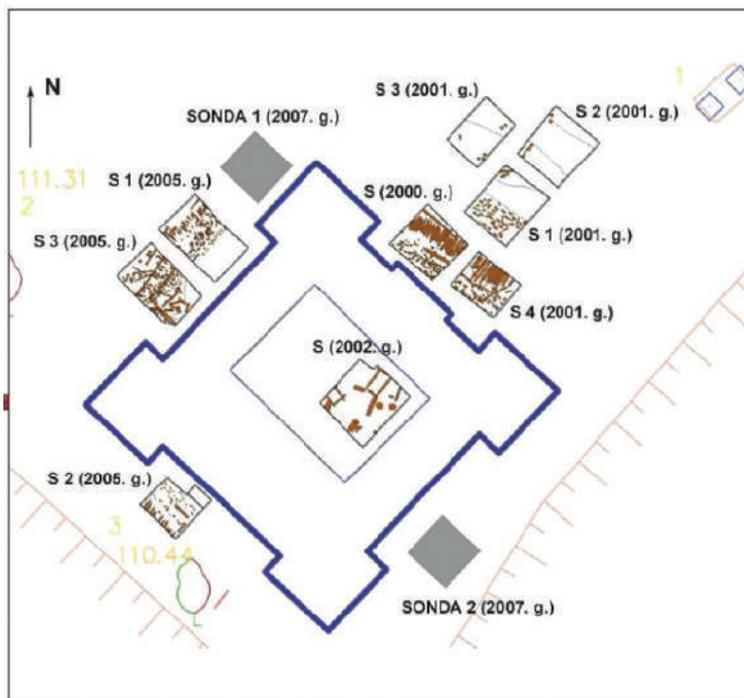 N
SONDA 1 (2007. g.)
S 3 (2001. g.)
S 2 (2001. g.)
1
111.31
2
S 1 (2005. g.)
S (2000. g.)
S 3 (2005. g.)
S 1 (2001. g.)
S 4 (2001. g.)
S (2002. g.)
S 2 (2005. g.)
3
110.44
SONDA 2 (2007. g.)